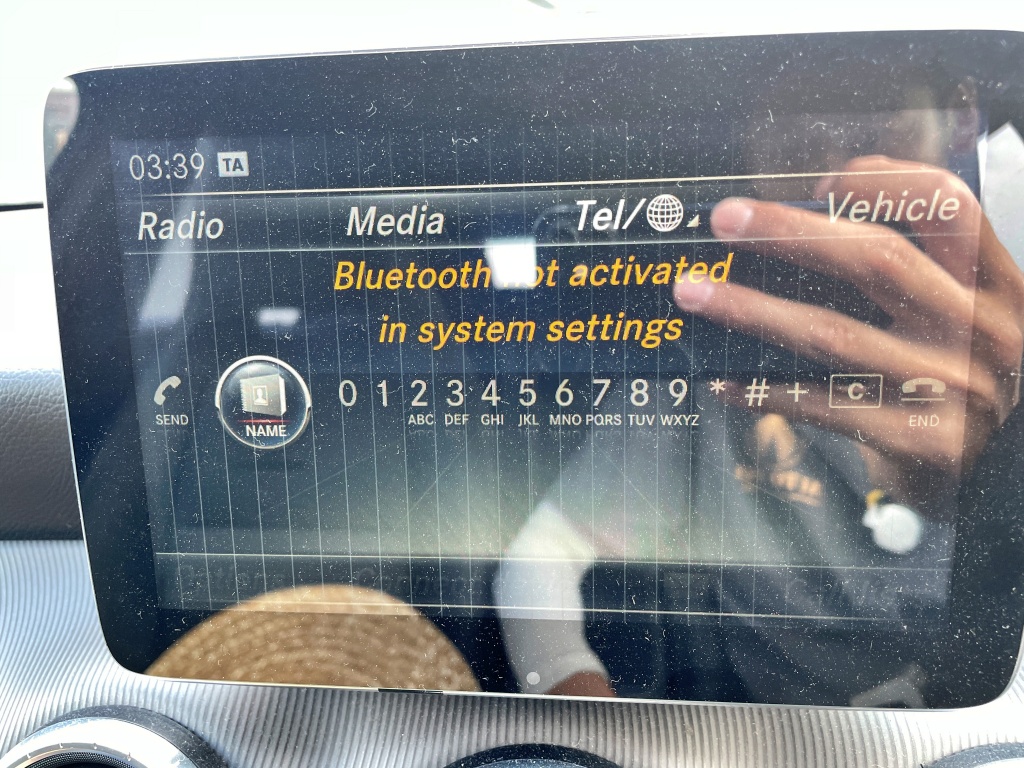 03:39 TA
Radio Media Tel/ Vehicle
Bluetooth not activated
in system settings
0 1 2 3 4 5 6 7 8 9 * # + C
SEND NAME ABC DEF GHI JKL MNO PQRS TUV WXYZ END